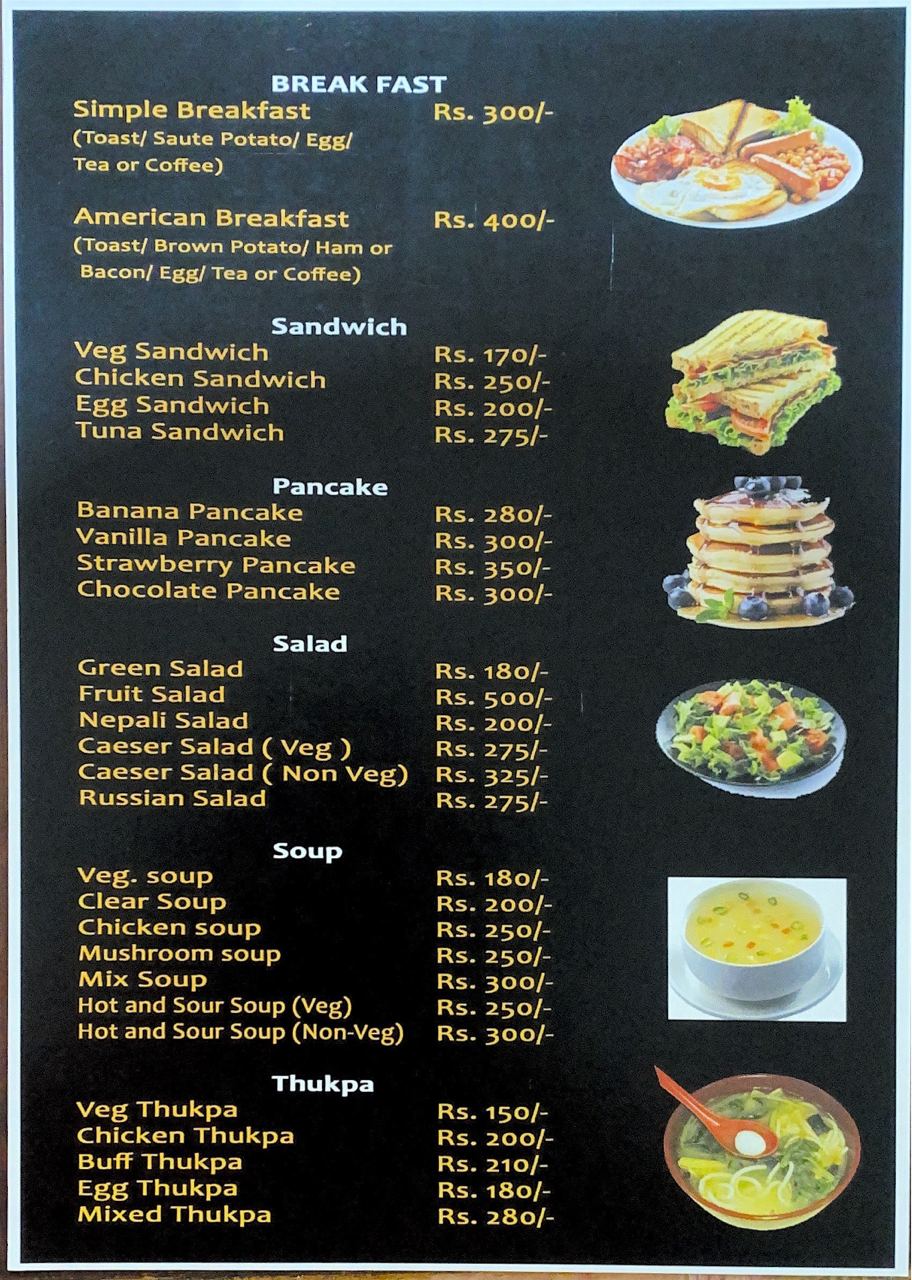 BREAK FAST
Simple Breakfast Rs. 300/-
(Toast/ Saute Potato/ Egg/
Tea or Coffee)
American Breakfast Rs. 400/-
(Toast/ Brown Potato/ Ham or
Bacon/ Egg/ Tea or Coffee)
Sandwich
Veg Sandwich Rs. 170/-
Chicken Sandwich Rs. 250/-
Egg Sandwich Rs. 200/-
Tuna Sandwich Rs. 275/-
Pancake
Banana Pancake Rs. 280/-
Vanilla Pancake Rs. 300/-
Strawberry Pancake Rs. 350/-
Chocolate Pancake Rs. 300/-
Salad
Green Salad Rs. 180/-
Fruit Salad Rs. 500/-
Nepali Salad Rs. 200/-
Caeser Salad ( Veg ) Rs. 275/-
Caeser Salad ( Non Veg) Rs. 325/-
Russian Salad Rs. 275/-
Soup
Veg. soup Rs. 180/-
Clear Soup Rs. 200/-
Chicken soup Rs. 250/-
Mushroom soup Rs. 250/-
Mix Soup Rs. 300/-
Hot and Sour Soup (Veg) Rs. 250/-
Hot and Sour Soup (Non-Veg) Rs. 300/-
Thukpa
Veg Thukpa Rs. 150/-
Chicken Thukpa Rs. 200/-
Buff Thukpa Rs. 210/-
Egg Thukpa Rs. 180/-
Mixed Thukpa Rs. 280/-